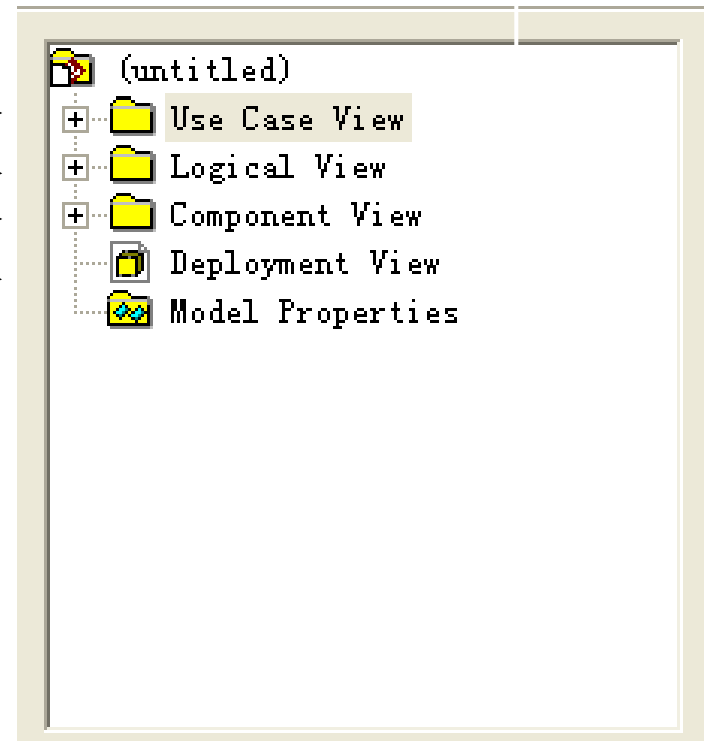 (untitled)
Use Case View
Logical View
Component View
Deployment View
Model Properties